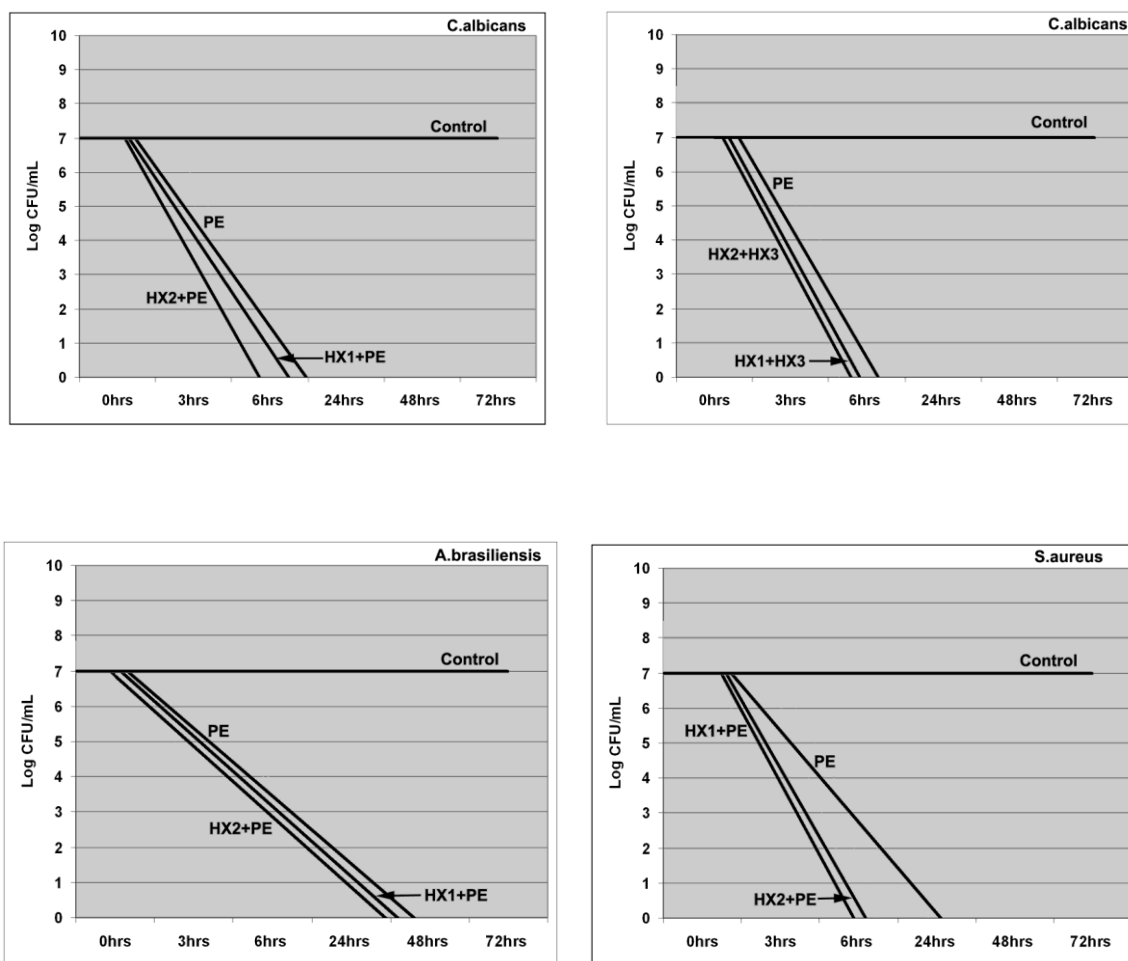 C.albicans
10
9
8
7
6
5
4
3
2
1
0
Log CFU/mL
Control
PE
HX2+PE
HX1+PE
0hrs 3hrs 6hrs 24hrs 48hrs 72hrs
C.albicans
10
9
8
7
6
5
4
3
2
1
0
Log CFU/mL
Control
PE
HX2+HX3
HX1+HX3
0hrs 3hrs 6hrs 24hrs 48hrs 72hrs
A.brasiliensis
10
9
8
7
6
5
4
3
2
1
0
Log CFU/mL
Control
PE
HX2+PE
HX1+PE
0hrs 3hrs 6hrs 24hrs 48hrs 72hrs
S.aureus
10
9
8
7
6
5
4
3
2
1
0
Log CFU/mL
Control
HX1+PE
PE
HX2+PE
0hrs 3hrs 6hrs 24hrs 48hrs 72hrs